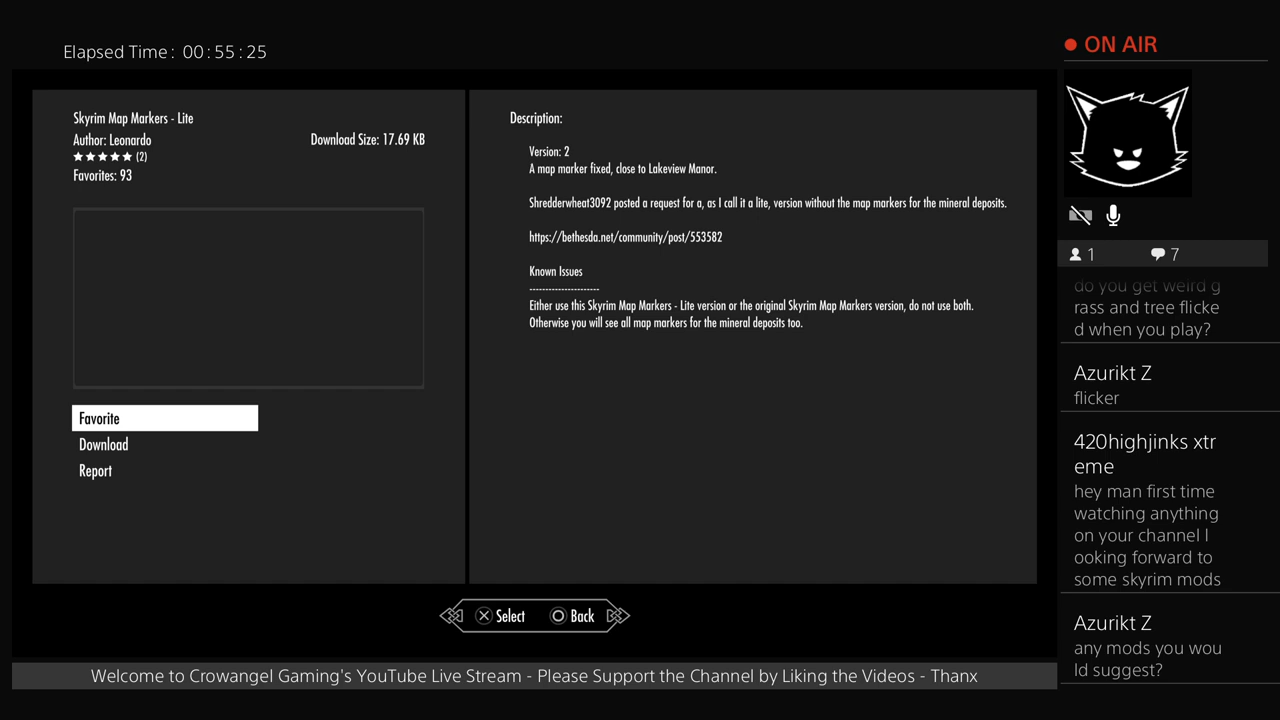 Elapsed Time: 00:55:25
ON AIR
Skyrim Map Markers - Lite
Author: Leonardo
Download Size: 17.69 KB
(2)
Favorites: 93
Favorite
Download
Report
Description:
Version: 2
A map marker fixed, close to Lakeview Manor.
Shredderwheat3092 posted a request for a, as I call it a lite, version without the map markers for the mineral deposits.
https://bethesda.net/community/post/553582
Known Issues
----------------------
Either use this Skyrim Map Markers - Lite version or the original Skyrim Map Markers version, do not use both.
Otherwise you will see all map markers for the mineral deposits too.
Select
Back
Welcome to Crowangel Gaming's YouTube Live Stream - Please Support the Channel by Liking the Videos - Thanx
1
7
do you get weird g
rass and tree flicke
d when you play?
Azurikt Z
flicker
420highjinks xtr
eme
hey man first time
watching anything
on your channel l
ooking forward to
some skyrim mods
Azurikt Z
any mods you wou
ld suggest?